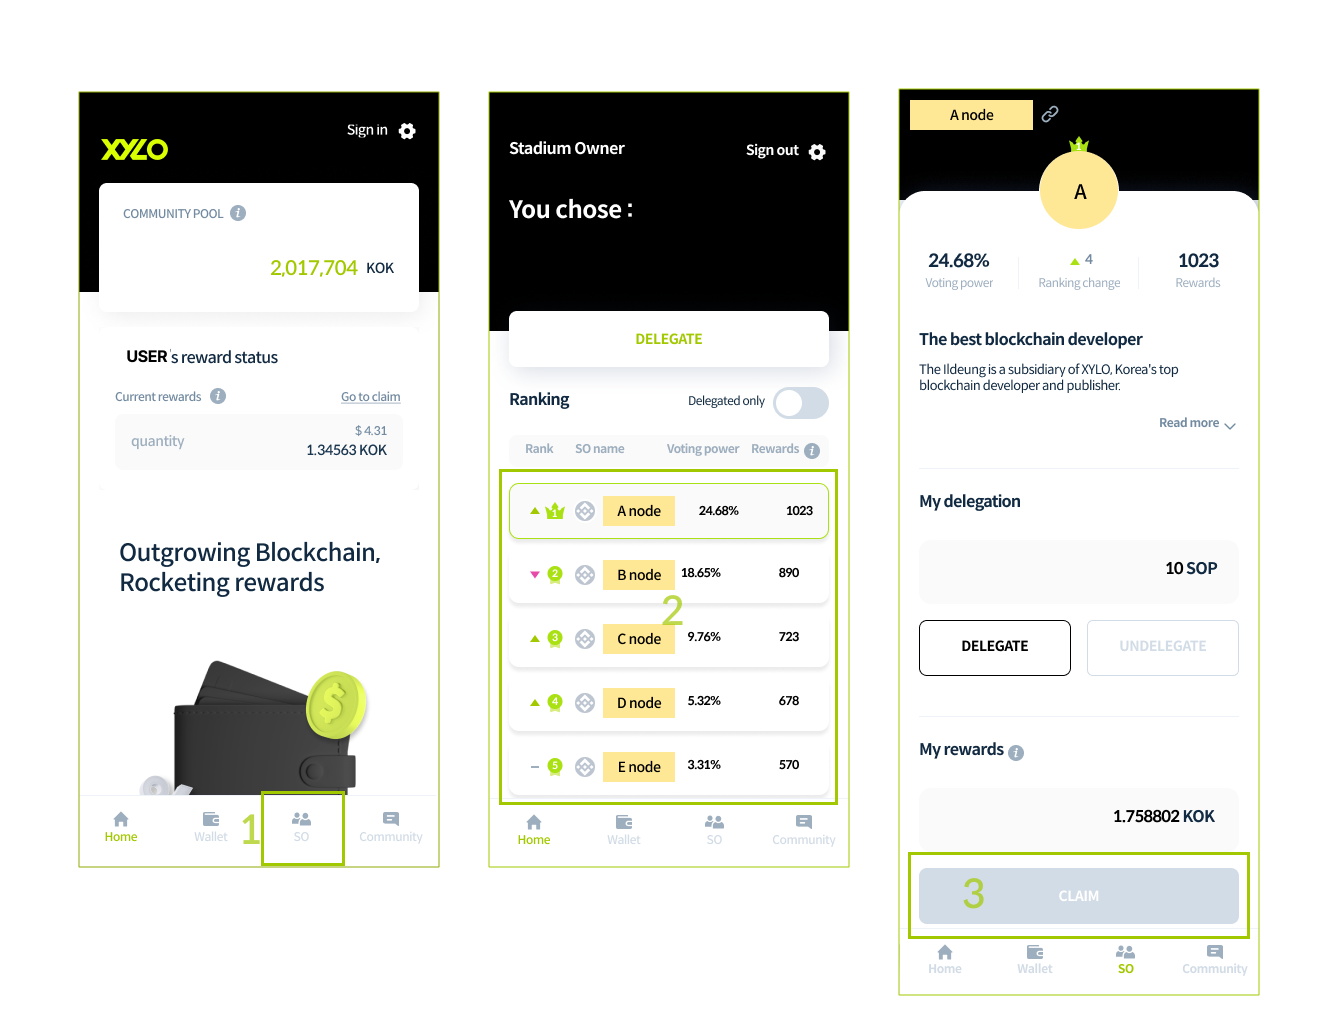 XYLO
Sign in
COMMUNITY POOL i
2,017,704 KOK
USER's reward status
Current rewards i Go to claim
quantity
$ 4.31
1.34563 KOK
Outgrowing Blockchain,
Rocketing rewards
$
$
1
Home Wallet SO Community
Stadium Owner
Sign out
You chose :
DELEGATE
Ranking
Delegated only
Rank SO name Voting power Rewards i
1 A node 24.68% 1023
2 B node 18.65% 890
2
3 C node 9.76% 723
4 D node 5.32% 678
5 E node 3.31% 570
Home Wallet SO Community
A node
1
A
24.68% 4 1023
Voting power Ranking change Rewards
The best blockchain developer
The Ildeung is a subsidiary of XYLO, Korea's top
blockchain developer and publisher.
Read more
My delegation
10 SOP
DELEGATE UNDELEGATE
My rewards i
1.758802 KOK
3 CLAIM
Home Wallet SO Community